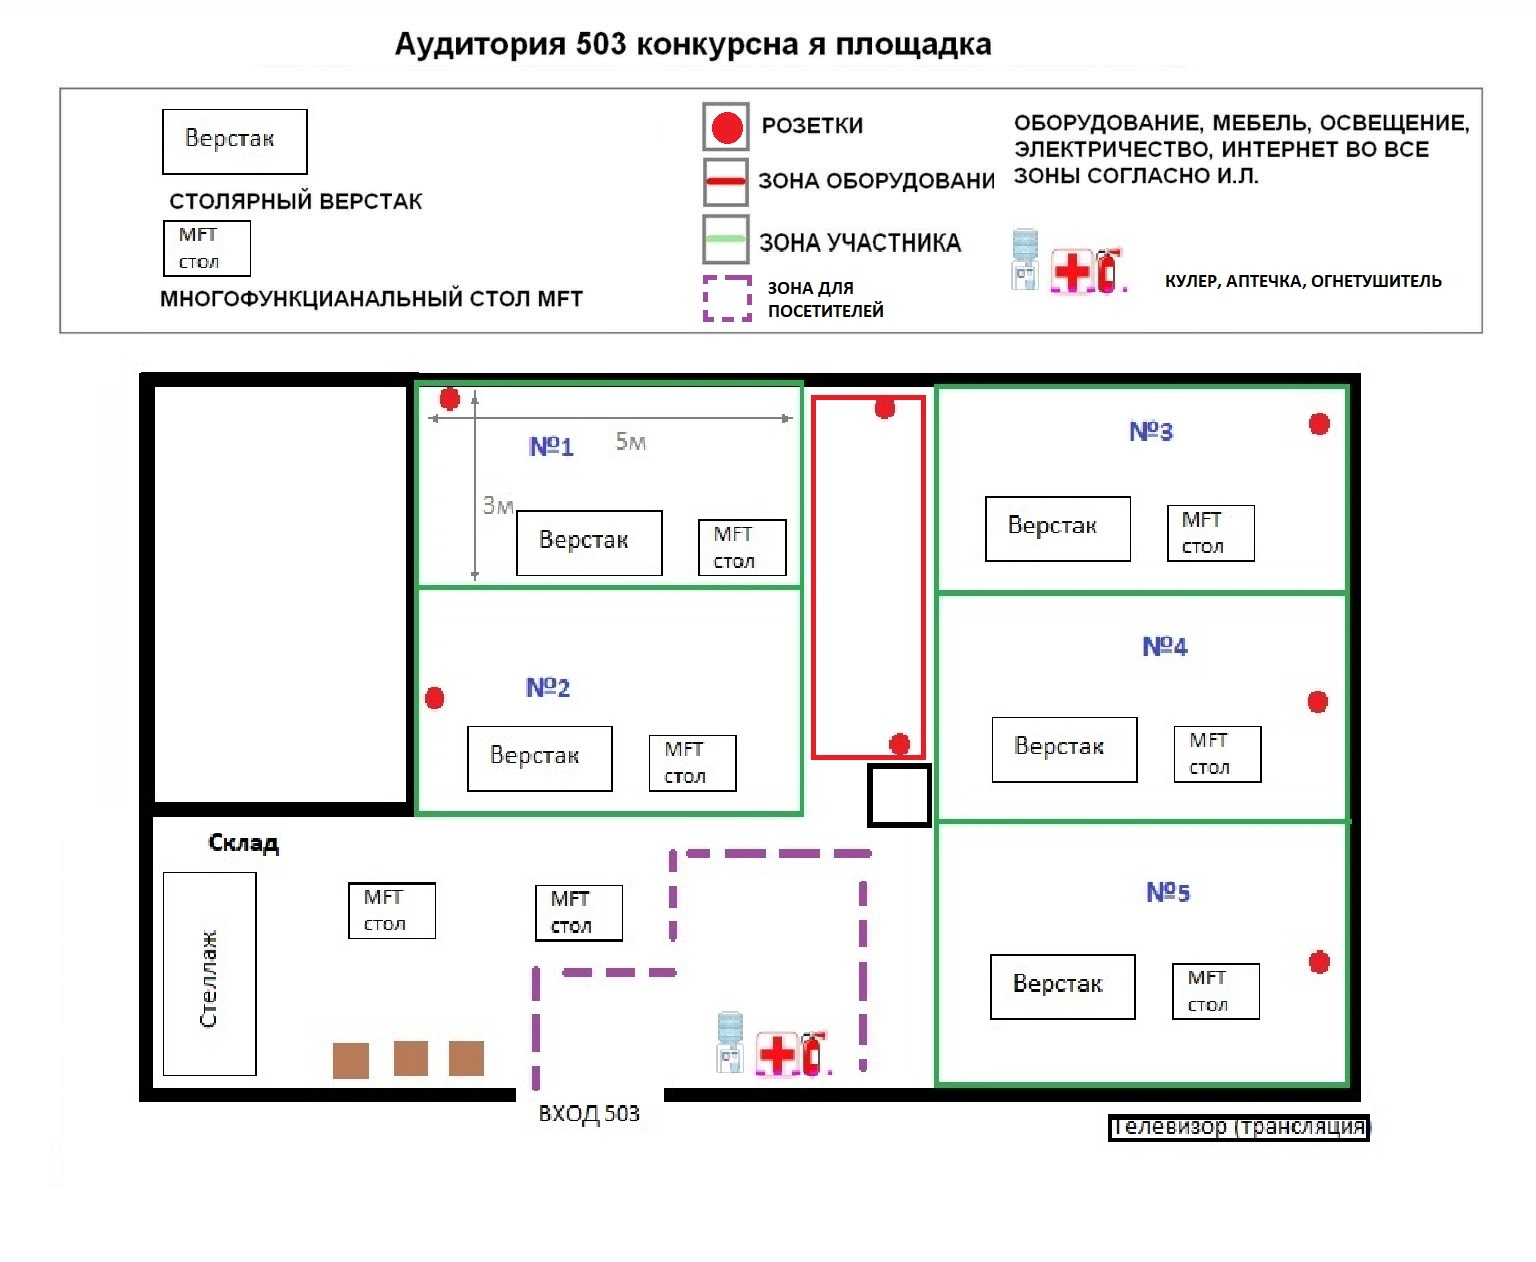 Аудитория 503 конкурсна я площадка
Верстак
СТОЛЯРНЫЙ ВЕРСТАК
MFT
стол
МНОГОФУНКЦИАНАЛЬНЫЙ СТОЛ MFT
РОЗЕТКИ
ЗОНА ОБОРУДОВАНИ
ЗОНА УЧАСТНИКА
ЗОНА ДЛЯ
ПОСЕТИТЕЛЕЙ
ОБОРУДОВАНИЕ, МЕБЕЛЬ, ОСВЕЩЕНИЕ,
ЭЛЕКТРИЧЕСТВО, ИНТЕРНЕТ ВО ВСЕ
ЗОНЫ СОГЛАСНО И.Л.
КУЛЕР, АПТЕЧКА, ОГНЕТУШИТЕЛЬ
№1
5м
3м
Верстак
MFT
стол
№2
Верстак
MFT
стол
№3
Верстак
MFT
стол
№4
Верстак
MFT
стол
№5
Верстак
MFT
стол
Склад
Стеллаж
MFT
стол
MFT
стол
ВХОД 503
Телевизор (трансляция)